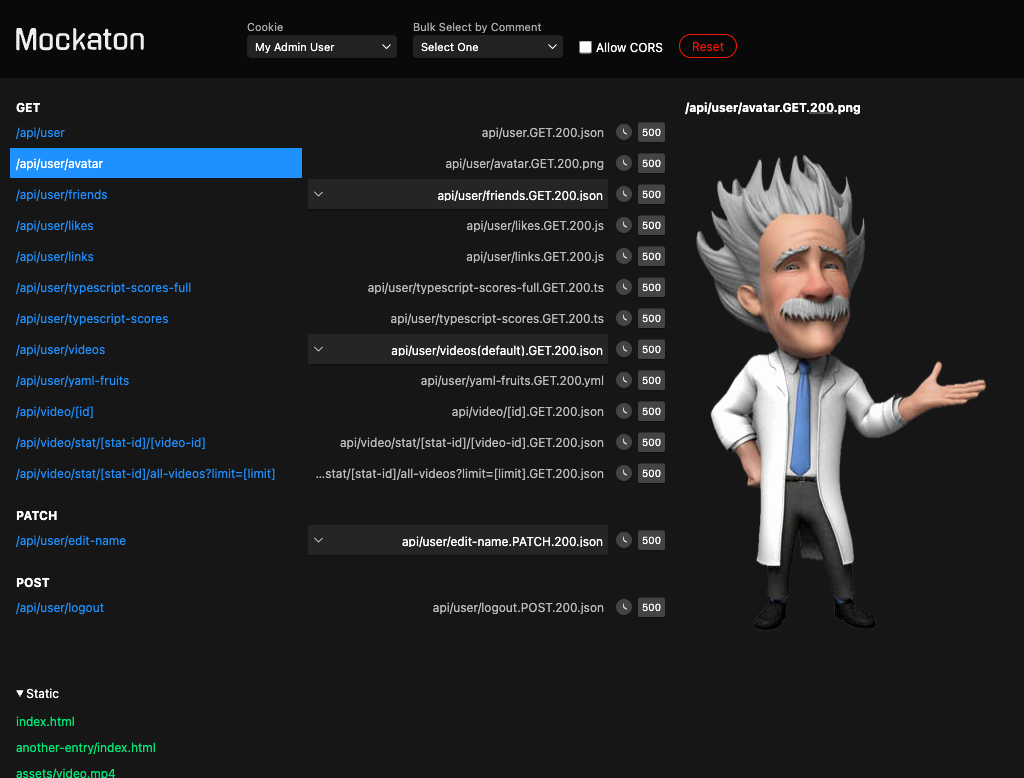 Mockaton
Cookie
My Admin User
Bulk Select by Comment
Select One
Allow CORS
Reset
GET
/api/user api/user.GET.200.json 500
/api/user/avatar api/user/avatar.GET.200.png 500
/api/user/friends api/user/friends.GET.200.json 500
/api/user/likes api/user/likes.GET.200.js 500
/api/user/links api/user/links.GET.200.js 500
/api/user/typescript-scores-full api/user/typescript-scores-full.GET.200.ts 500
/api/user/typescript-scores api/user/typescript-scores.GET.200.ts 500
/api/user/videos api/user/videos(default).GET.200.json 500
/api/user/yaml-fruits api/user/yaml-fruits.GET.200.yml 500
/api/video/[id] api/video/[id].GET.200.json 500
/api/video/stat/[stat-id]/[video-id] api/video/stat/[stat-id]/[video-id].GET.200.json 500
/api/video/stat/[stat-id]/all-videos?limit=[limit] ...stat/[stat-id]/all-videos?limit=[limit].GET.200.json 500
PATCH
/api/user/edit-name api/user/edit-name.PATCH.200.json 500
POST
/api/user/logout api/user/logout.POST.200.json 500
Static
index.html
another-entry/index.html
assets/video.mp4
/api/user/avatar.GET.200.png